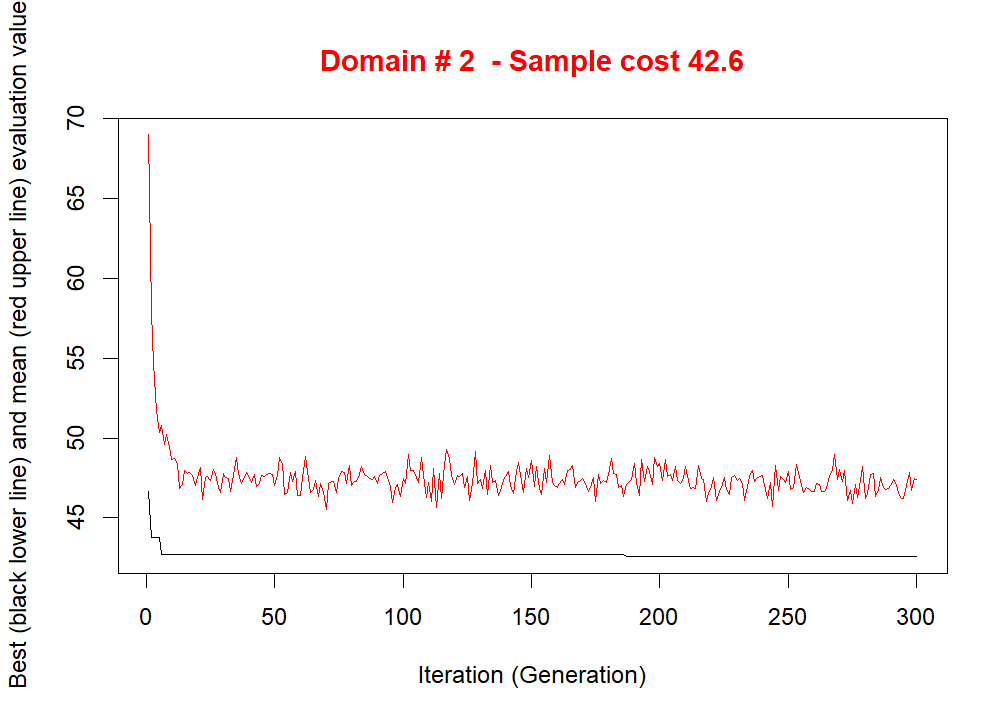 Domain # 2  - Sample cost 42.6
Best (black lower line) and mean (red upper line) evaluation value
70
65
60
55
50
45
0 50 100 150 200 250 300
Iteration (Generation)